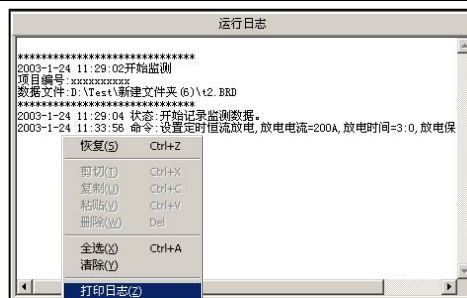 运行日志
******************************
2003-1-24 11:29:02开始监测
项目编号:xxxxxxxxxx
数据文件:D:\Test\新建文件夹(6)\t2.BRD
******************************
2003-1-24 11:29:04 状态:开始记录监测数据。
2003-1-24 11:33:56 命令:设置定时恒流放电,放电电流=200A,放电时间=3:0,放电保
恢复(S) Ctrl+Z
剪切(T) Ctrl+X
复制(U) Ctrl+C
粘贴(V) Ctrl+V
删除(W) Del
全选(X) Ctrl+A
清除(Y)
打印日志(Z)